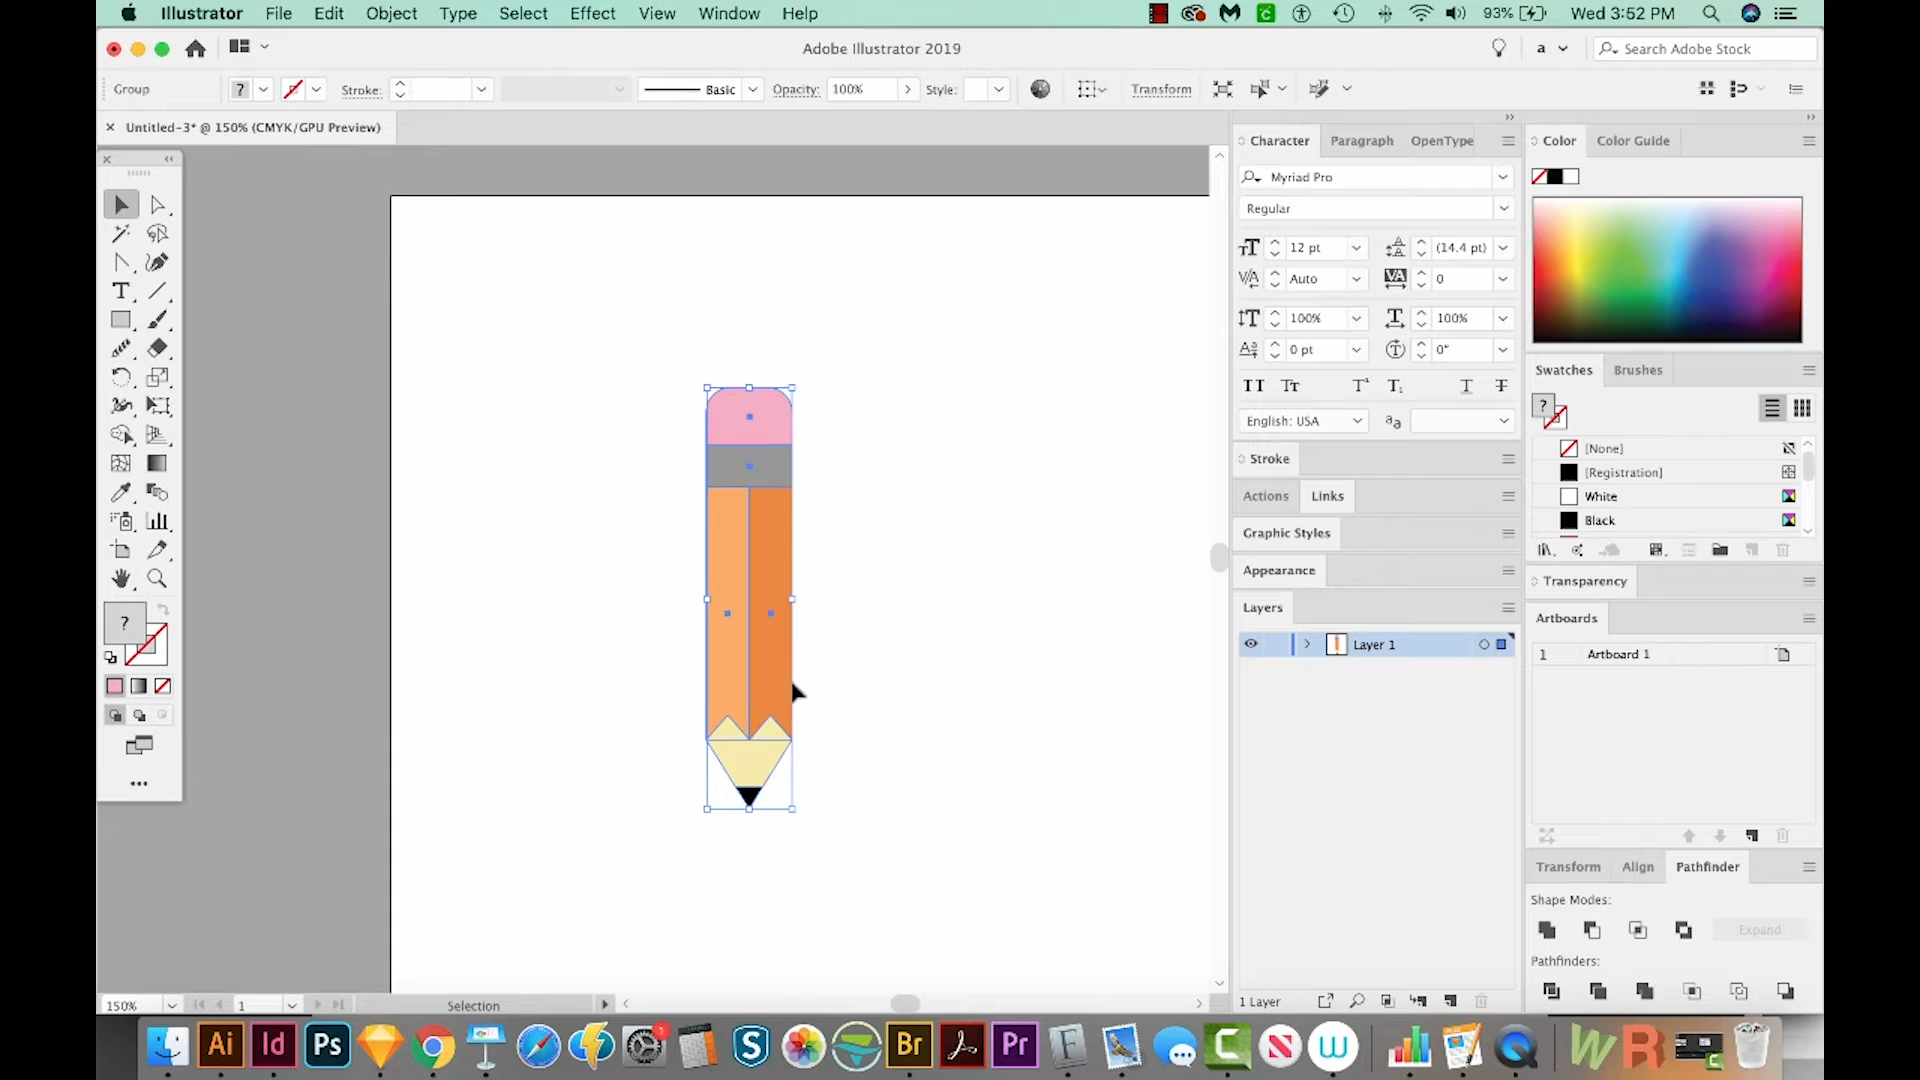 Illustrator File Edit Object Type Select Effect View Window Help 93% Wed 3:52 PM
Adobe Illustrator 2019 a Search Adobe Stock
Group ? Stroke: Basic Opacity: 100% Style: Transform
Untitled-3* @ 150% (CMYK/GPU Preview)
Character Paragraph OpenType
Myriad Pro
Regular
12 pt (14.4 pt)
Auto 0
100% 100%
0 pt 0°
English: USA
Stroke
Actions Links
Graphic Styles
Appearance
Layers
Layer 1
1 Layer
Color Color Guide
Swatches Brushes
?
[None]
[Registration]
White
Black
Transparency
Artboards
1 Artboard 1
Transform Align Pathfinder
Shape Modes:
Expand
Pathfinders:
?
150% 1 Selection
Ai Id Ps S Br Pr C N W R